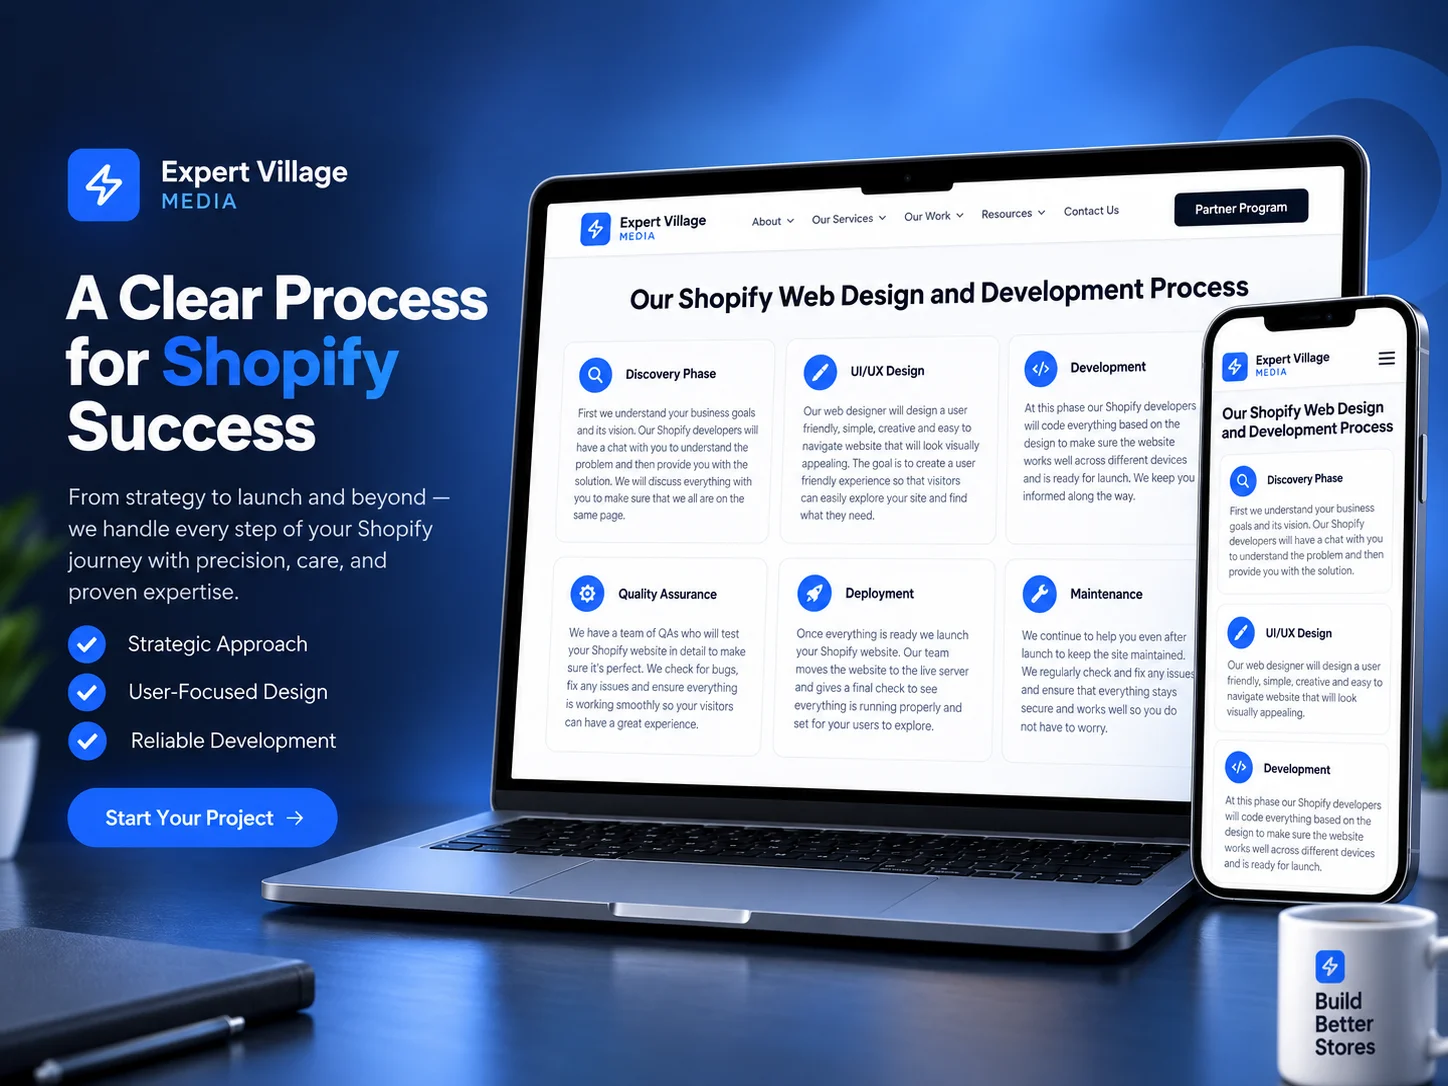 Expert Village
MEDIA
A Clear Process
for Shopify
Success
From strategy to launch and beyond —
we handle every step of your Shopify
journey with precision, care, and
proven expertise.
Strategic Approach
User-Focused Design
Reliable Development
Start Your Project →
Expert Village
MEDIA
About
Our Services
Our Work
Resources
Contact Us
Partner Program
Our Shopify Web Design and Development Process
Discovery Phase
First we understand your business goals
and its vision. Our Shopify developers will
have a chat with you to understand the
problem and then provide you with the
solution. We will discuss everything with
you to make sure that we all are on the
same page.
UI/UX Design
Our web designer will design a user
friendly, simple, creative and easy to
navigate website that will look visually
appealing. The goal is to create a user
friendly experience so that visitors
can easily explore your site and find
what they need.
</> Development
At this phase our Shopify developers
will code everything based on the
design to make sure the website
works well across different devices
and is ready for launch. We keep you
informed along the way.
Quality Assurance
We have a team of QAs who will test
your Shopify website in detail to make
sure it's perfect. We check for bugs,
fix any issues and ensure everything
is working smoothly so your visitors
can have a great experience.
Deployment
Once everything is ready we launch
your Shopify website. Our team
moves the website to the live server
and gives a final check to see
everything is running properly and
set for your users to explore.
Maintenance
We continue to help you even after
launch to keep the site maintained.
We regularly check and fix any issues
and ensure that everything stays
secure and works well so you do
not have to worry.
Expert Village
MEDIA
Our Shopify Web Design
and Development Process
Discovery Phase
First we understand your business
goals and its vision. Our Shopify
developers will have a chat with you
to understand the problem and then
provide you with the solution.
UI/UX Design
Our web designer will design a user
friendly, simple, creative and easy to
navigate website that will look
visually appealing.
</> Development
At this phase our Shopify developers
will code everything based on the
design to make sure the website
works well across different devices
and is ready for launch.
Build
Better
Stores